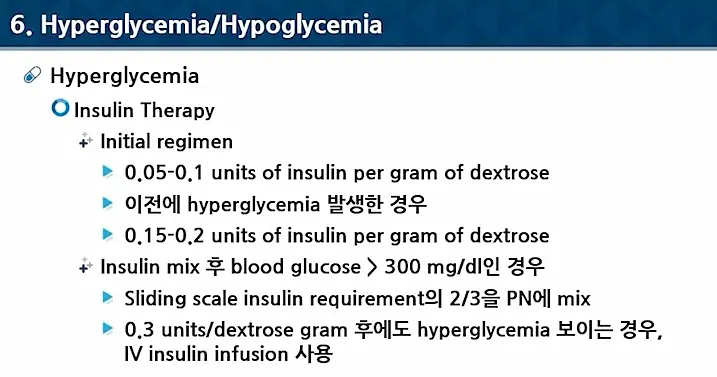 6. Hyperglycemia/Hypoglycemia
Hyperglycemia
Insulin Therapy
Initial regimen
0.05-0.1 units of insulin per gram of dextrose
이전에 hyperglycemia 발생한 경우
0.15-0.2 units of insulin per gram of dextrose
Insulin mix 후 blood glucose > 300 mg/dl인 경우
Sliding scale insulin requirement의 2/3을 PN에 mix
0.3 units/dextrose gram 후에도 hyperglycemia 보이는 경우,
IV insulin infusion 사용